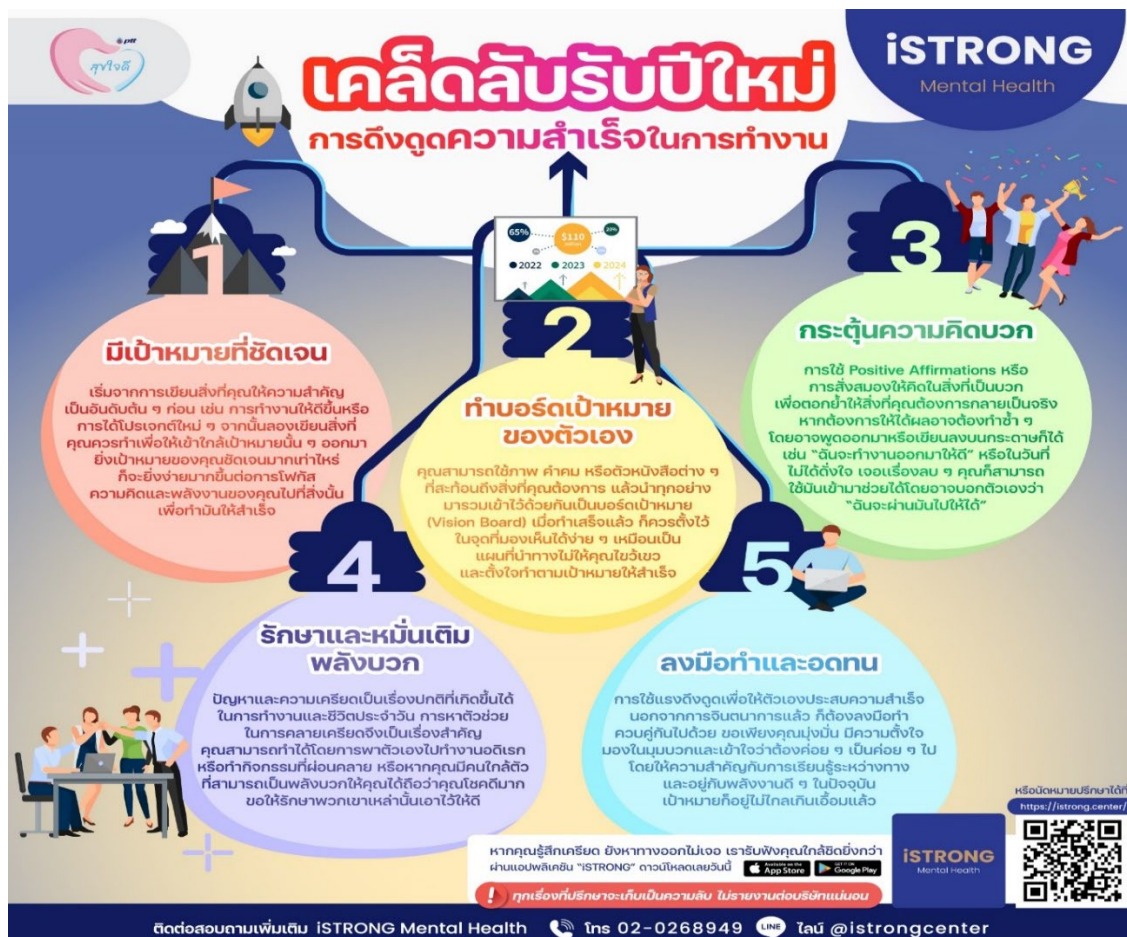 ptt
สุขใจดี
iSTRONG
Mental Health
เคล็ดลับรับปีใหม่
การดึงดูดความสำเร็จในการทำงาน
1
มีเป้าหมายที่ชัดเจน
เริ่มจากการเขียนสิ่งที่คุณให้ความสำคัญ
เป็นอันดับต้น ๆ ก่อน เช่น การทำงานให้ดีขึ้นหรือ
การได้โปรเจกต์ใหม่ ๆ จากนั้นลองเขียนสิ่งที่
คุณควรทำเพื่อให้เข้าใกล้เป้าหมายนั้น ๆ ออกมา
ยิ่งเป้าหมายของคุณชัดเจนมากเท่าไหร่
ก็จะยิ่งง่ายมากขึ้นต่อการโฟกัส
ความคิดและพลังงานของคุณไปที่สิ่งนั้น
เพื่อทำมันให้สำเร็จ
65%
$110
20%
2022
2023
2024
2
ทำบอร์ดเป้าหมาย
ของตัวเอง
คุณสามารถใช้ภาพ คำคม หรือตัวหนังสือต่าง ๆ
ที่สะท้อนถึงสิ่งที่คุณต้องการ แล้วนำทุกอย่าง
มารวมเข้าไว้ด้วยกันเป็นบอร์ดเป้าหมาย
(Vision Board) เมื่อทำเสร็จแล้ว ก็ควรตั้งไว้
ในจุดที่มองเห็นได้ง่าย ๆ เหมือนเป็น
แผนที่นำทางไม่ให้คุณไขว้เขว
และตั้งใจทำตามเป้าหมายให้สำเร็จ
3
กระตุ้นความคิดบวก
การใช้ Positive Affirmations หรือ
การสั่งสมองให้คิดในสิ่งที่เป็นบวก
เพื่อตอกย้ำให้สิ่งที่คุณต้องการกลายเป็นจริง
หากต้องการให้ได้ผลอาจต้องทำซ้ำ ๆ
โดยอาจพูดออกมาหรือเขียนลงบนกระดาษก็ได้
เช่น “ฉันจะทำงานออกมาให้ดี” หรือในวันที่
ไม่ได้ดั่งใจ เจอเรื่องลบ ๆ คุณก็สามารถ
ใช้มันเข้ามาช่วยได้โดยอาจบอกตัวเองว่า
“ฉันจะผ่านมันไปให้ได้”
4
รักษาและหมั่นเติม
พลังบวก
ปัญหาและความเครียดเป็นเรื่องปกติที่เกิดขึ้นได้
ในการทำงานและชีวิตประจำวัน การหาตัวช่วย
ในการคลายเครียดจึงเป็นเรื่องสำคัญ
คุณสามารถทำได้โดยการพาตัวเองไปทำงานอดิเรก
หรือทำกิจกรรมที่ผ่อนคลาย หรือหากคุณมีคนใกล้ตัว
ที่สามารถเป็นพลังบวกให้คุณได้ถือว่าคุณโชคดีมาก
ขอให้รักษาพวกเขาเหล่านั้นเอาไว้ให้ดี
5
ลงมือทำและอดทน
การใช้แรงดึงดูดเพื่อให้ตัวเองประสบความสำเร็จ
นอกจากการจินตนาการแล้ว ก็ต้องลงมือทำ
ควบคู่กันไปด้วย ขอเพียงคุณมุ่งมั่น มีความตั้งใจ
มองในมุมบวกและเข้าใจว่าต้องค่อย ๆ เป็นค่อย ๆ ไป
โดยให้ความสำคัญกับการเรียนรู้ระหว่างทาง
และอยู่กับพลังงานดี ๆ ในปัจจุบัน
เป้าหมายก็อยู่ไม่ไกลเกินเอื้อมแล้ว
หากคุณรู้สึกเครียด ยังหาทางออกไม่เจอ เรารับฟังคุณใกล้ชิดยิ่งกว่า
ผ่านแอปพลิเคชัน “iSTRONG” ดาวน์โหลดเลยวันนี้
Available on the App Store
GET IT ON Google Play
! ทุกเรื่องที่ปรึกษาจะเก็บเป็นความลับ ไม่รายงานต่อบริษัทแน่นอน
iSTRONG
Mental Health
หรือนัดหมายปรึกษาได้ที่
https://istrong.center/
ติดต่อสอบถามเพิ่มเติม iSTRONG Mental Health โทร 02-0268949 LINE ไลน์ @istrongcenter